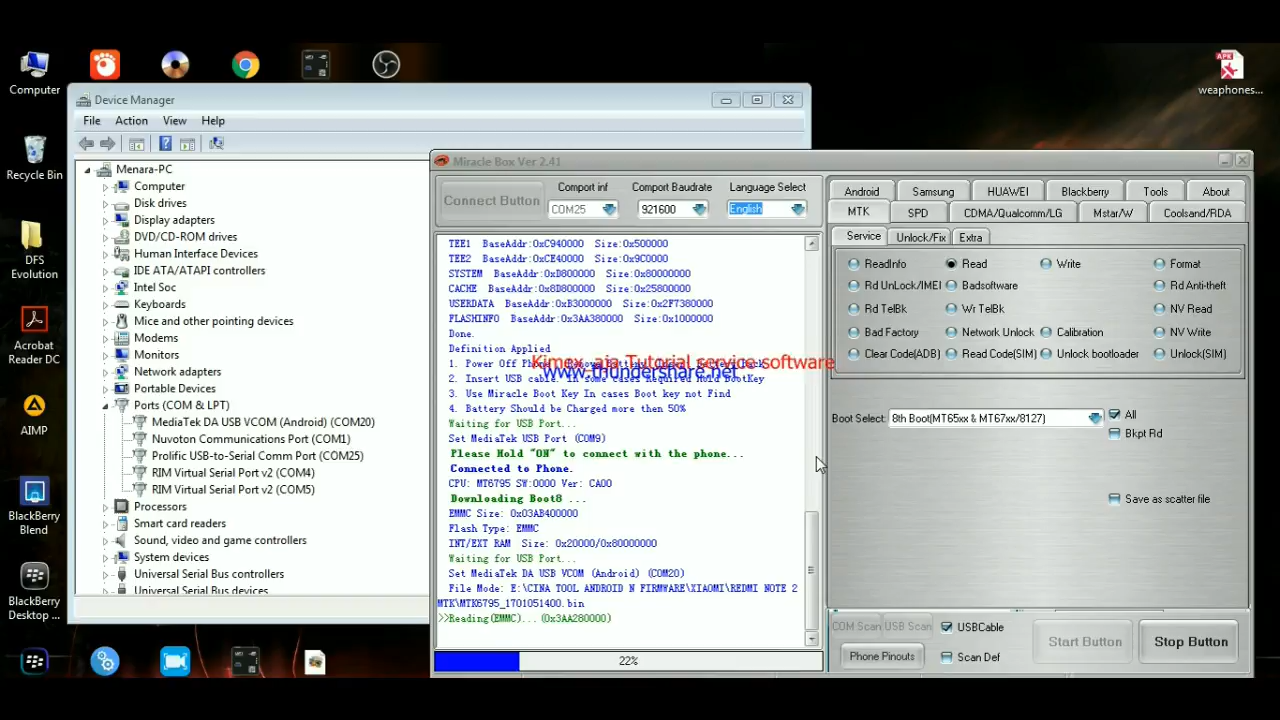 Computer
weaphones...
Recycle Bin
DFS
Evolution
Acrobat
Reader DC
AIMP
BlackBerry
Blend
BlackBerry
Desktop ...
Device Manager
File Action View Help
Menara-PC
Computer
Disk drives
Display adapters
DVD/CD-ROM drives
Human Interface Devices
IDE ATA/ATAPI controllers
Intel Soc
Keyboards
Mice and other pointing devices
Modems
Monitors
Network adapters
Portable Devices
Ports (COM & LPT)
MediaTek DA USB VCOM (Android) (COM20)
Nuvoton Communications Port (COM1)
Prolific USB-to-Serial Comm Port (COM25)
RIM Virtual Serial Port v2 (COM4)
RIM Virtual Serial Port v2 (COM5)
Processors
Smart card readers
Sound, video and game controllers
System devices
Universal Serial Bus controllers
Universal Serial Bus devices
Miracle Box Ver 2.41
Connect Button
Comport inf Comport Baudrate Language Select
COM25 921600 English
TEE1 BaseAddr:0xC940000 Size:0x500000
TEE2 BaseAddr:0xCE40000 Size:0x9C0000
SYSTEM BaseAddr:0xD800000 Size:0x80000000
CACHE BaseAddr:0x8D800000 Size:0x25800000
USERDATA BaseAddr:0xB3000000 Size:0x2F7380000
FLASHINFO BaseAddr:0x3AA380000 Size:0x1000000
Done.
Definition Applied
1. Power Off Phone
Kimex_aja Tutorial service software
www.thundershare.net
2. Insert USB cable. in some cases Required Hold BootKey
3. Use Miracle Boot Key In cases Boot key not Find
4. Battery Should be Charged more then 50%
Waiting for USB Port...
Set MediaTek USB Port (COM9)
Please Hold "ON" to connect with the phone...
Connected to Phone.
CPU: MT6795 SW:0000 Ver: CA00
Downloading Boot8 ...
EMMC Size: 0x03AB400000
Flash Type: EMMC
INT/EXT RAM Size: 0x20000/0x80000000
Waiting for USB Port...
Set MediaTek DA USB VCOM (Android) (COM20)
File Mode: E:\CINA TOOL ANDROID N FIRMWARE\XIAOMI\REDMI NOTE 2
MTK\MTK6795_1701051400.bin
>>Reading(EMMC)... (0x3AA280000)
22%
Android Samsung HUAWEI Blackberry Tools About
MTK SPD CDMA/Qualcomm/LG Mstar/W Coolsand/RDA
Service Unlock/Fix Extra
ReadInfo Read Write Format
Rd UnLock/IMEI Badsoftware Rd Anti-theft
Rd TelBk Wr TelBk NV Read
Bad Factory Network Unlock Calibration NV Write
Clear Code(ADB) Read Code(SIM) Unlock bootloader Unlock(SIM)
Boot Select: 8th Boot(MT65xx & MT67xx/8127) All
Bkpt Rd
Save as scatter file
COM Scan USB Scan USBCable
Phone Pinouts Scan Def
Start Button Stop Button